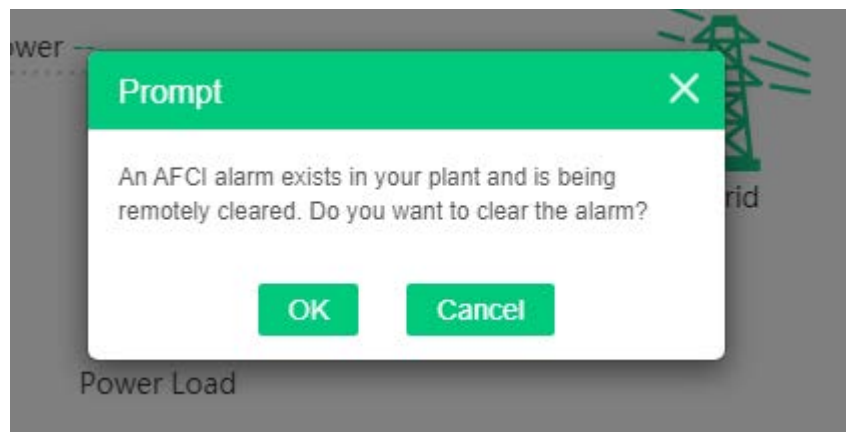 ower --
Prompt
An AFCI alarm exists in your plant and is being
remotely cleared. Do you want to clear the alarm?
rid
OK
Cancel
Power Load